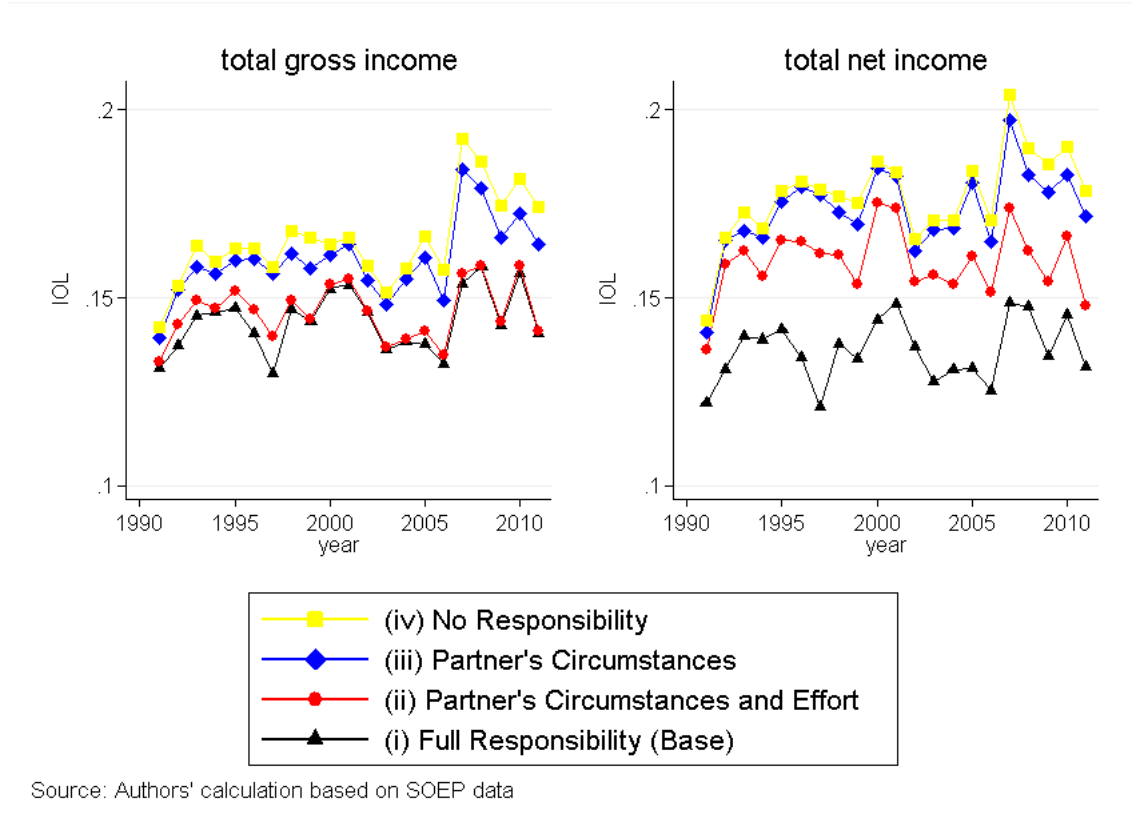 total gross income
total net income
.2
.15
.1
IOL
1990 1995 2000 2005 2010
year
.2
.15
.1
IOL
1990 1995 2000 2005 2010
year
(iv) No Responsibility
(iii) Partner's Circumstances
(ii) Partner's Circumstances and Effort
(i) Full Responsibility (Base)
Source: Authors' calculation based on SOEP data